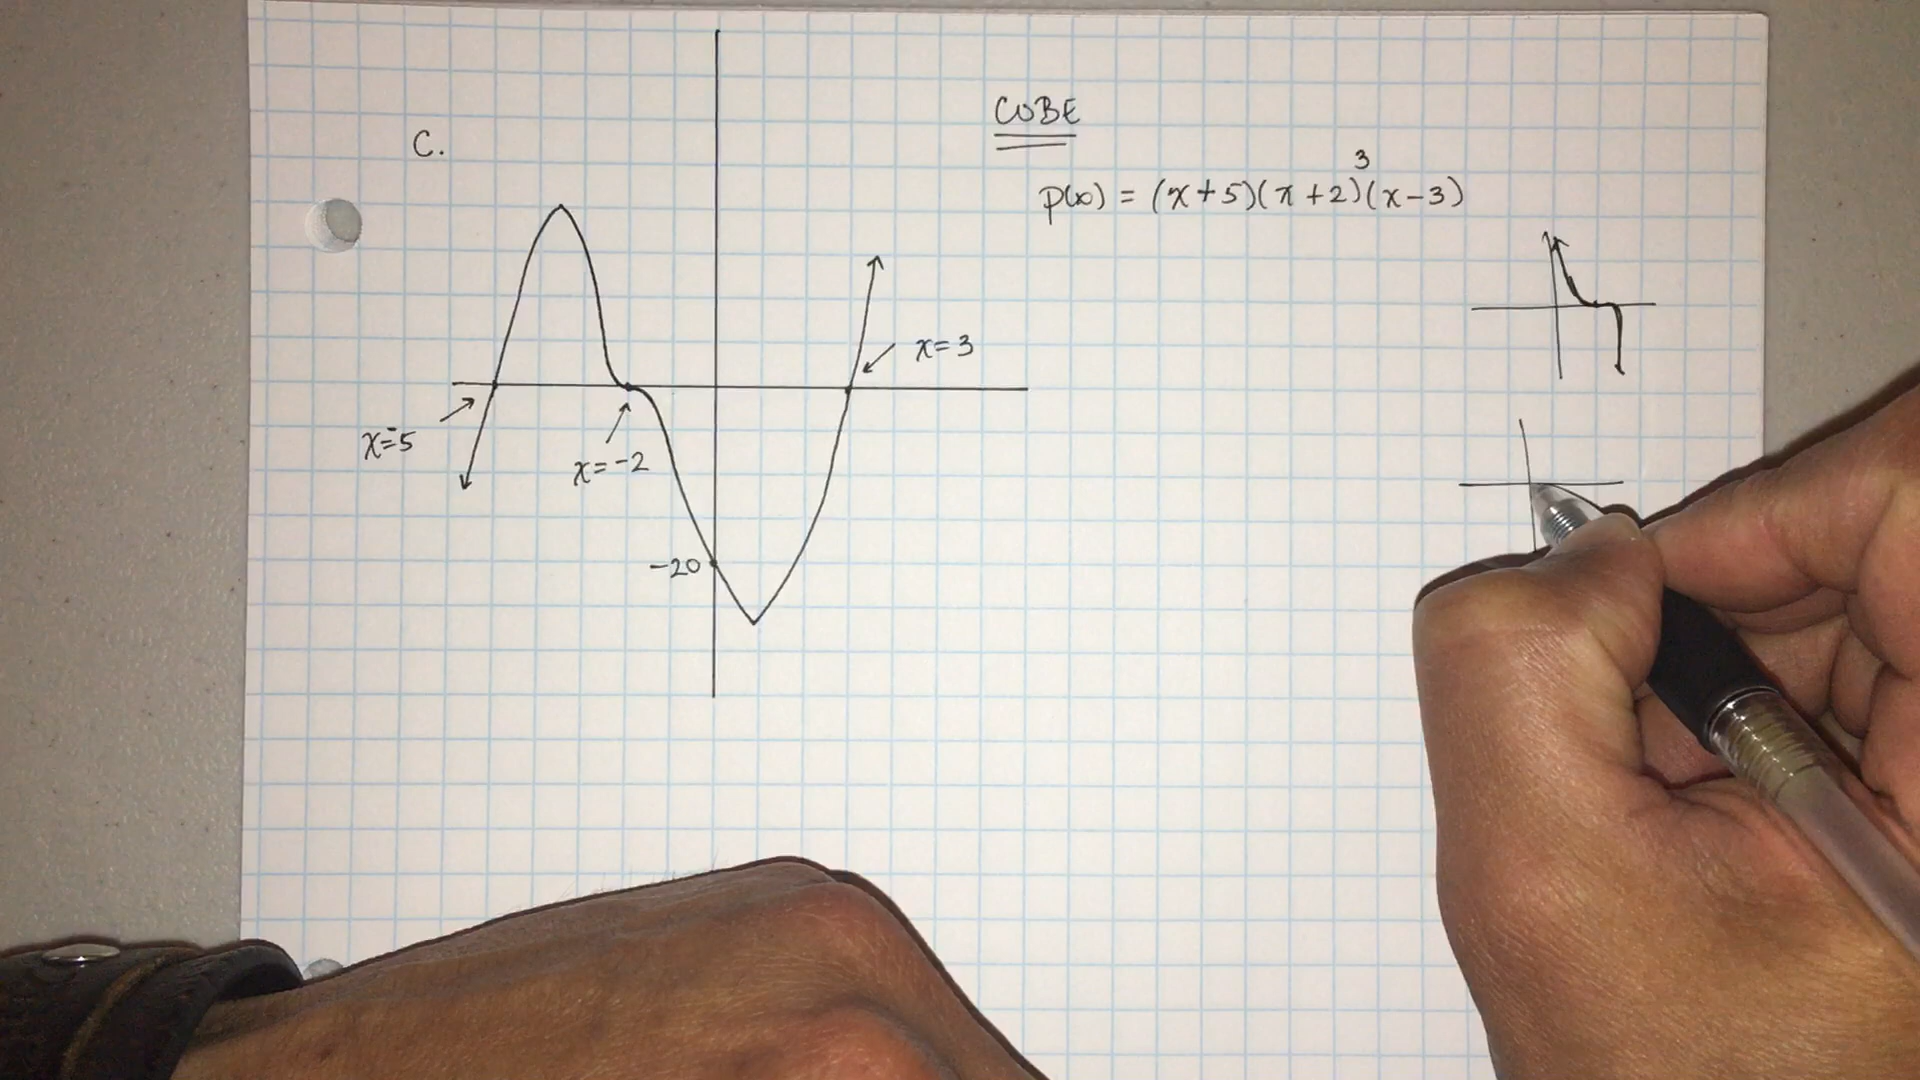 C.
CUBE
p(x) = (x+5)(x+2)³(x-3)
x=3
x=-5
x=-2
-20